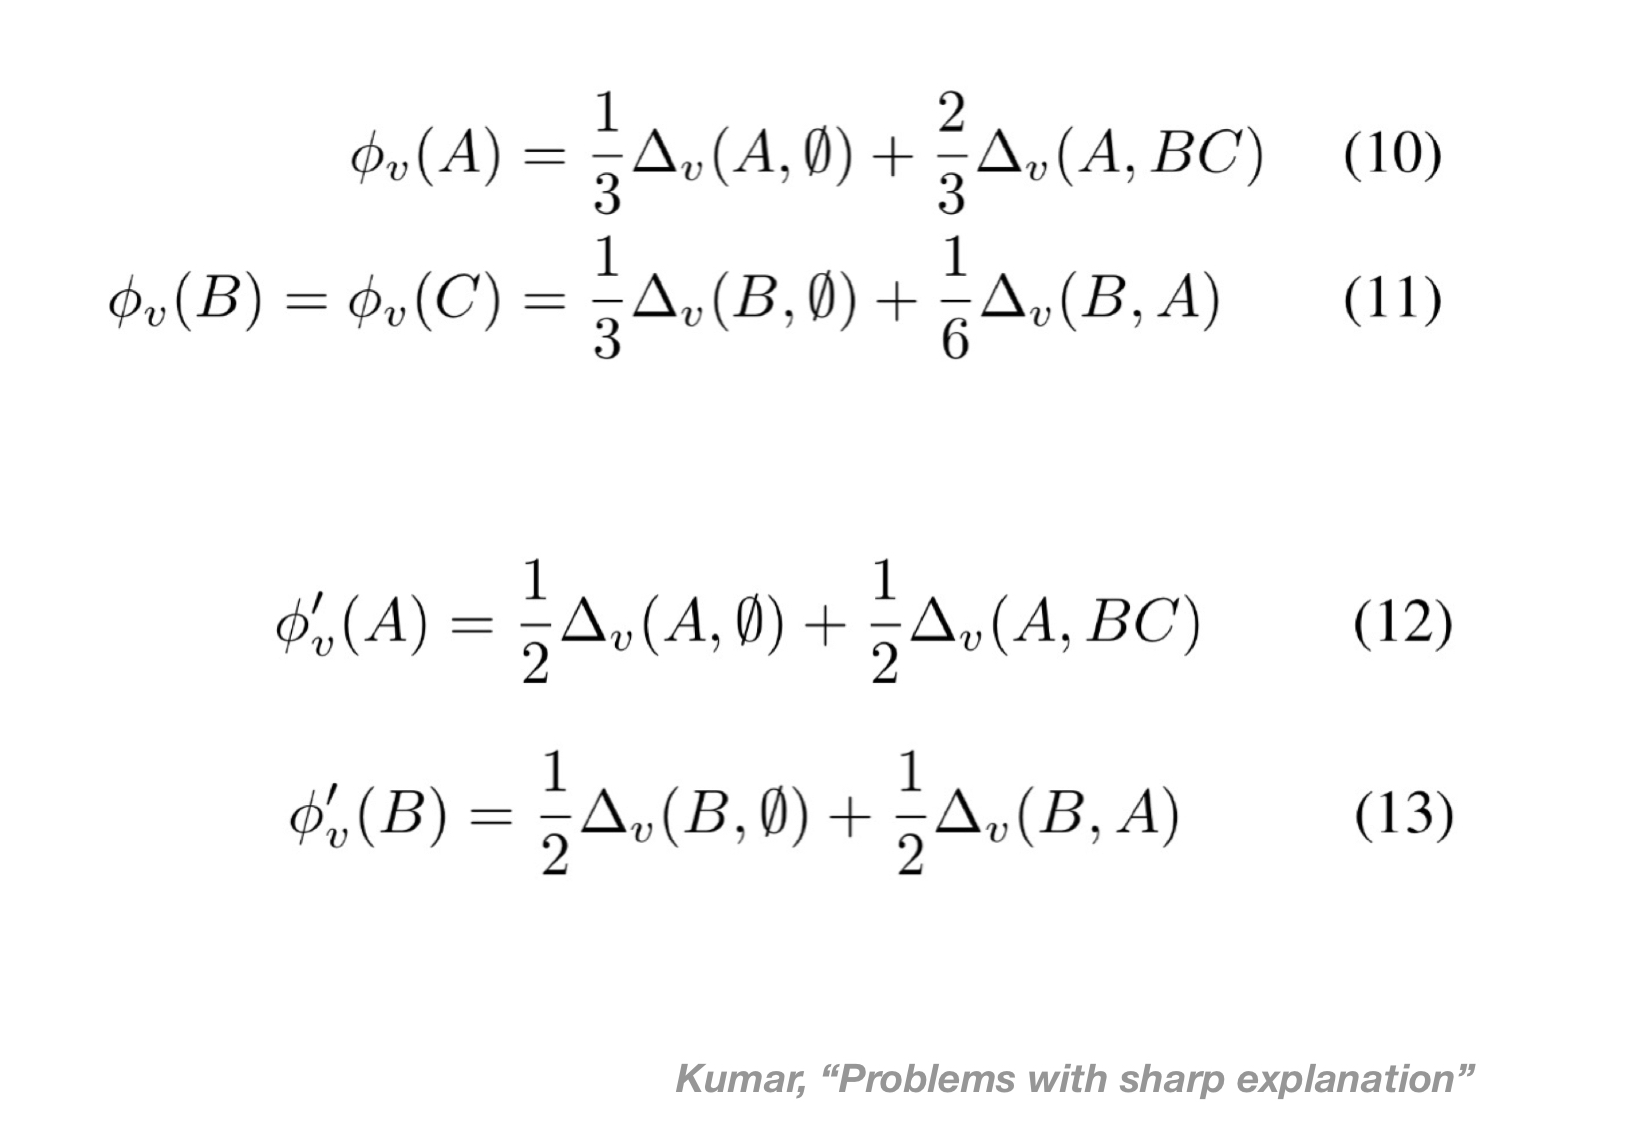 ϕ_v(A) = 1/3 Δ_v(A, ∅) + 2/3 Δ_v(A, BC) (10)
ϕ_v(B) = ϕ_v(C) = 1/3 Δ_v(B, ∅) + 1/6 Δ_v(B, A) (11)
ϕ′_v(A) = 1/2 Δ_v(A, ∅) + 1/2 Δ_v(A, BC) (12)
ϕ′_v(B) = 1/2 Δ_v(B, ∅) + 1/2 Δ_v(B, A) (13)
Kumar, “Problems with sharp explanation”